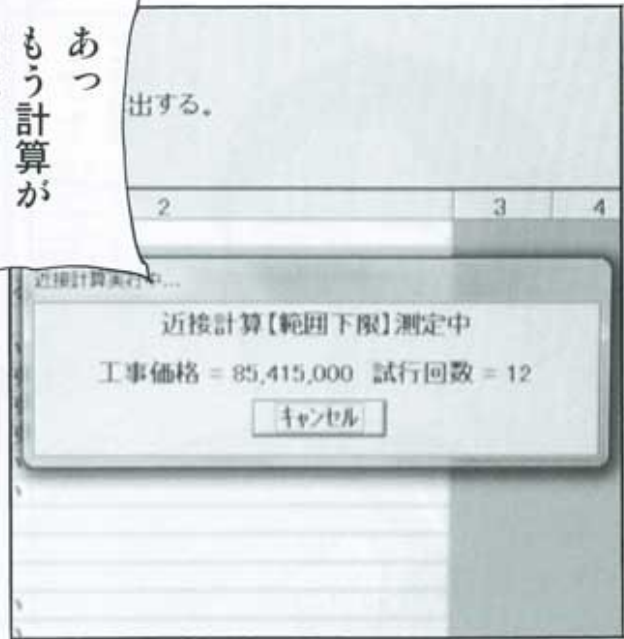 あっ
もう計算が
出する。
2 3 4
近接計算実行中...
近接計算【範囲下限】測定中
工事価格 = 85,415,000 試行回数 = 12
キャンセル